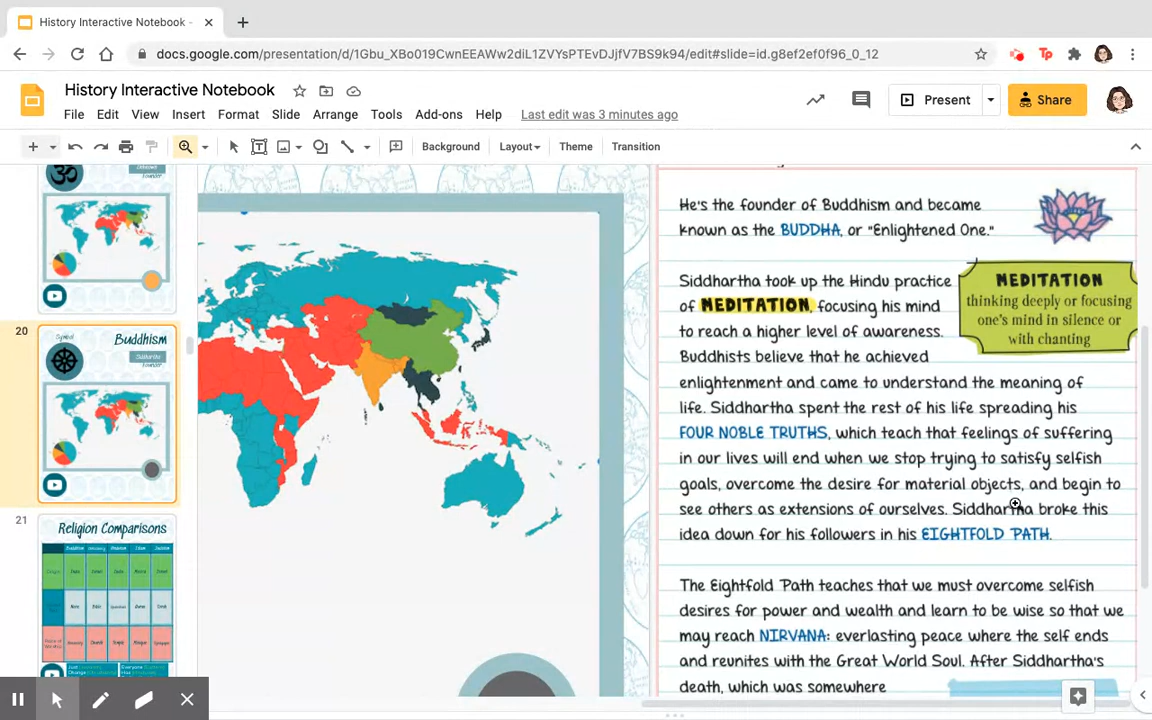 History Interactive Notebook -
docs.google.com/presentation/d/1Gbu_XBo019CwnEEAWw2diL1ZVYsPTEvDJjfV7BS9k94/edit#slide=id.g8ef2ef0f96_0_12
History Interactive Notebook
File Edit View Insert Format Slide Arrange Tools Add-ons Help Last edit was 3 minutes ago
Present
Share
Background Layout Theme Transition
Founder
20
Symbol
Buddhism
Siddhartha
Founder
21
Religion Comparisons
He's the founder of Buddhism and became
known as the BUDDHA, or "Enlightened One."
Siddhartha took up the Hindu practice
of MEDITATION, focusing his mind
to reach a higher level of awareness.
Buddhists believe that he achieved
enlightenment and came to understand the meaning of
life. Siddhartha spent the rest of his life spreading his
FOUR NOBLE TRUTHS, which teach that feelings of suffering
in our lives will end when we stop trying to satisfy selfish
goals, overcome the desire for material objects, and begin to
see others as extensions of ourselves. Siddhartha broke this
idea down for his followers in his EIGHTFOLD PATH.
MEDITATION
thinking deeply or focusing
one's mind in silence or
with chanting
The Eightfold Path teaches that we must overcome selfish
desires for power and wealth and learn to be wise so that we
may reach NIRVANA: everlasting peace where the self ends
and reunites with the Great World Soul. After Siddhartha's
death, which was somewhere